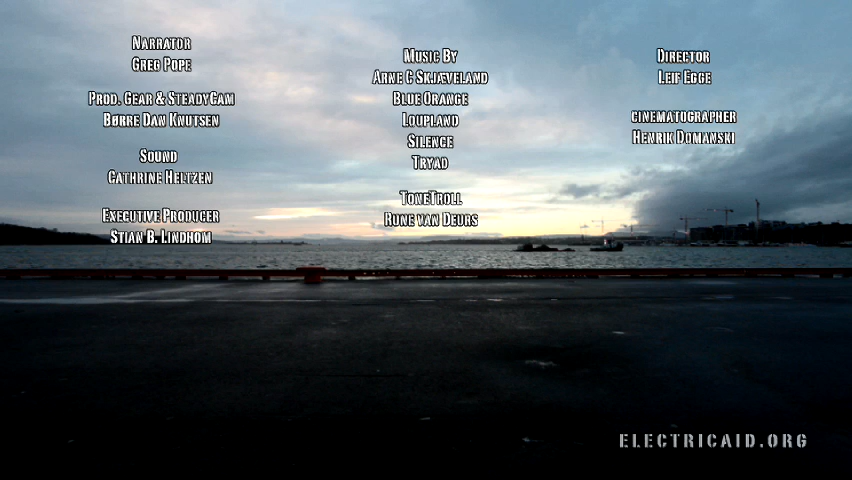 Narrator
Greg Pope
Prod. Gear & SteadyCam
Børre Dan Knutsen
Sound
Cathrine Heltzen
Executive Producer
Stian B. Lindhom
Music By
Arne C Skjæveland
Blue Orange
Loupland
Silence
Tryad
ToneTroll
Rune van Deurs
Director
Leif Egge
cinematographer
Henrik Domanski
ELECTRICAID.ORG